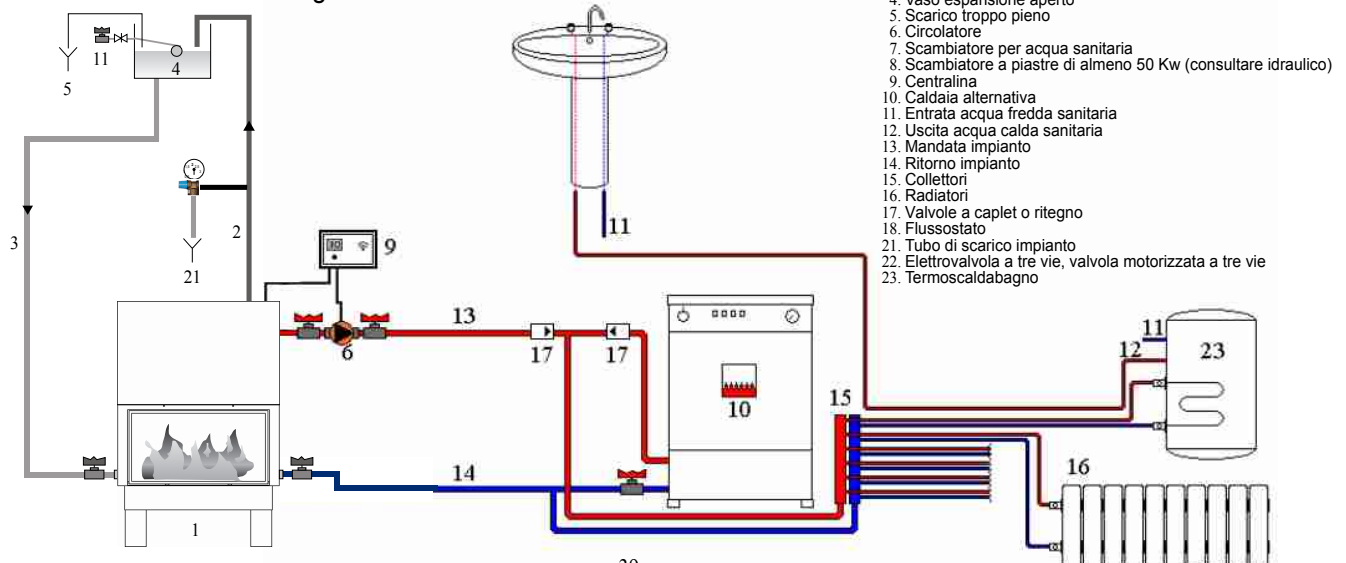 4. Vaso espansione aperto
5. Scarico troppo pieno
6. Circolatore
7. Scambiatore per acqua sanitaria
8. Scambiatore a piastre di almeno 50 Kw (consultare idraulico)
9. Centralina
10. Caldaia alternativa
11. Entrata acqua fredda sanitaria
12. Uscita acqua calda sanitaria
13. Mandata impianto
14. Ritorno impianto
15. Collettori
16. Radiatori
17. Valvole a caplet o ritegno
18. Flussostato
21. Tubo di scarico impianto
22. Elettrovalvola a tre vie, valvola motorizzata a tre vie
23. Termoscaldabagno
11
4
5
3
2
21
9
11
13
6
17
17
10
15
12
11
23
14
16
1